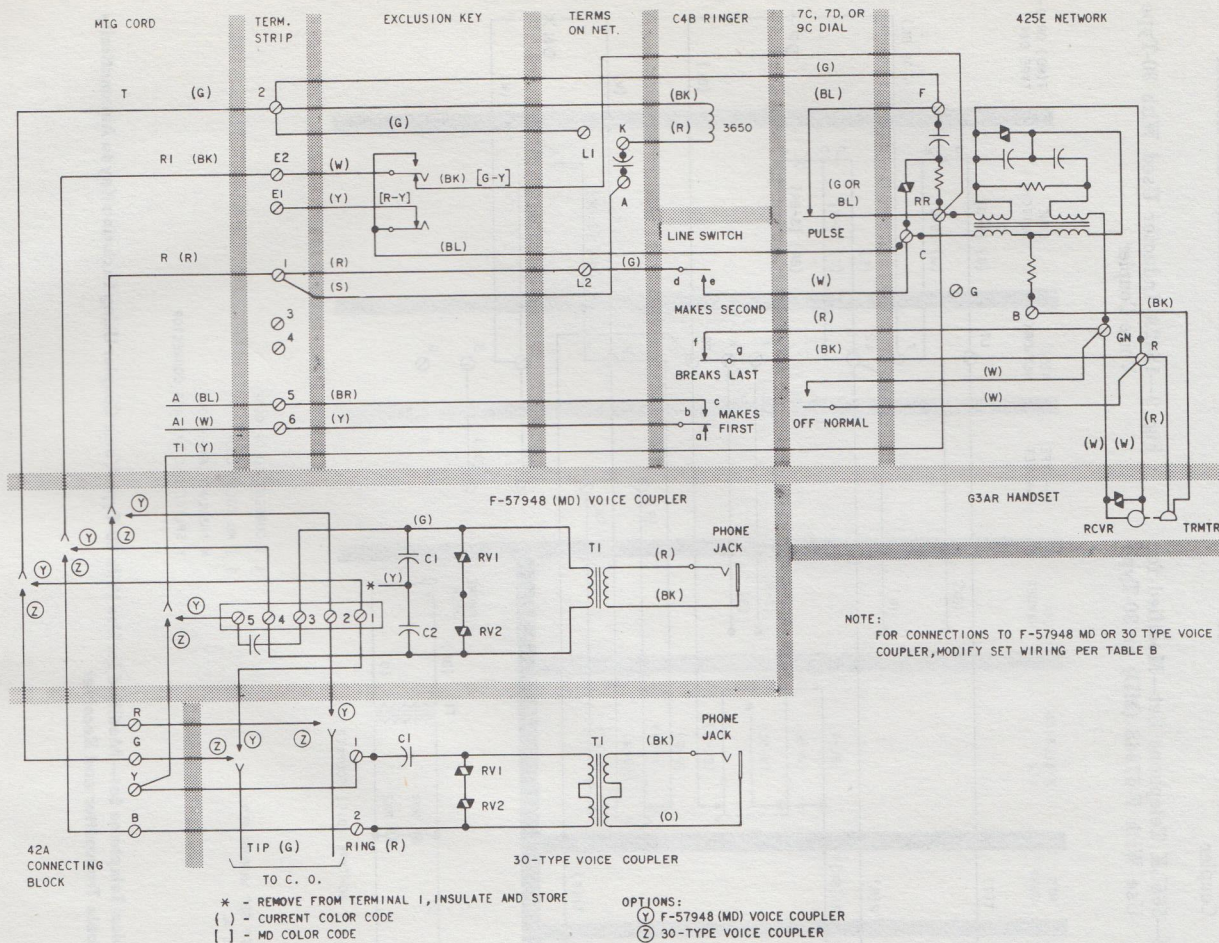 MTG CORD
TERM. STRIP
EXCLUSION KEY
TERMS ON NET.
C4B RINGER
7C, 7D, OR 9C DIAL
425E NETWORK
T (G)
2
(G)
(BK)
(R)
3650
K
L1
A
(G)
(BL)
F
R1 (BK)
E2
(W)
(BK) [G-Y]
E1
(Y)
[R-Y]
(BL)
(G OR BL)
RR
PULSE
LINE SWITCH
C
R (R)
1
(R)
(S)
L2
(G)
d
e
MAKES SECOND
(W)
G
B
(BK)
3
4
(R)
f
g
(BK)
BREAKS LAST
GN
R
(W)
(W)
OFF NORMAL
A (BL)
5
(BR)
c
A1 (W)
6
(Y)
b
MAKES FIRST
a
T1 (Y)
(W)
(W)
(R)
F-57948 (MD) VOICE COUPLER
G3AR HANDSET
RCVR
TRMTR
Y
Z
Y
Z
Y
Z
Y
Z
(G)
C1
RV1
T1
(R)
PHONE JACK
* (Y)
(BK)
5
4
3
2
1
C2
RV2
NOTE:
FOR CONNECTIONS TO F-57948 MD OR 30 TYPE VOICE
COUPLER, MODIFY SET WIRING PER TABLE B
R
G
Y
B
Z
Y
Z
Y
1
C1
RV1
RV2
T1
(BK)
PHONE JACK
(O)
2
TIP (G)
RING (R)
30-TYPE VOICE COUPLER
42A
CONNECTING
BLOCK
TO C. O.
* - REMOVE FROM TERMINAL 1, INSULATE AND STORE
( ) - CURRENT COLOR CODE
[ ] - MD COLOR CODE
OPTIONS:
Y F-57948 (MD) VOICE COUPLER
Z 30-TYPE VOICE COUPLER